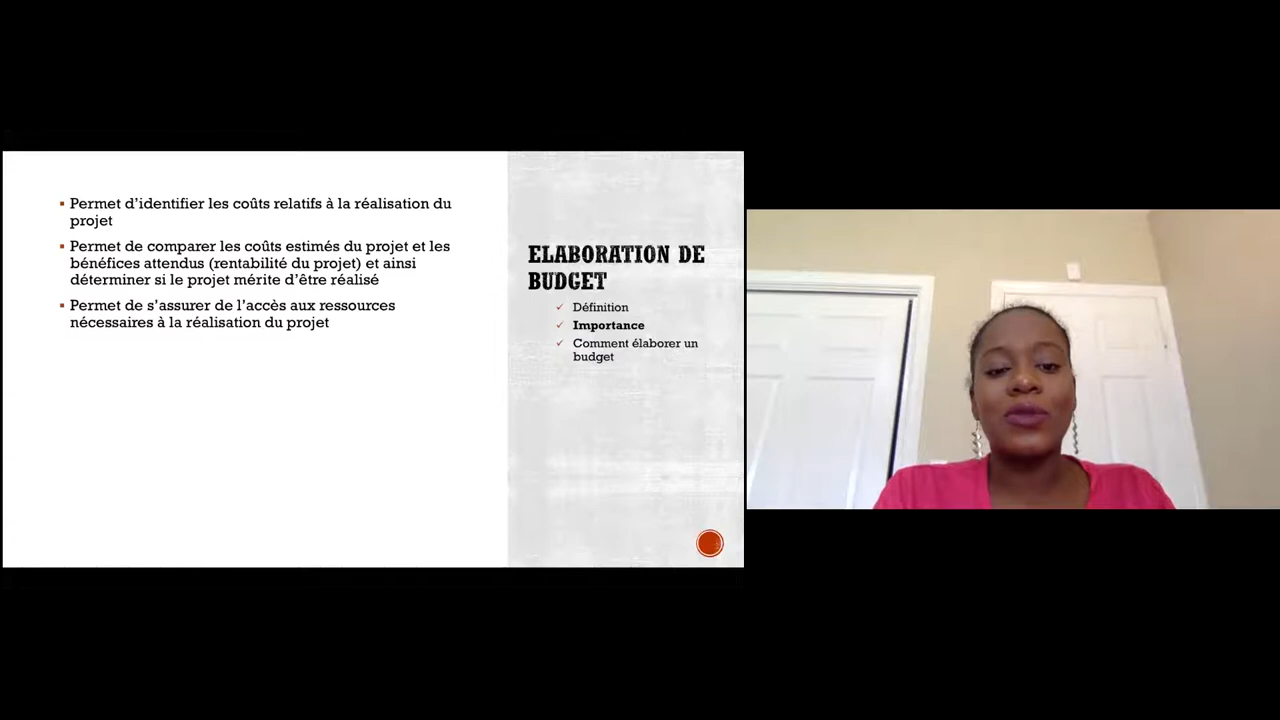 Permet d’identifier les coûts relatifs à la réalisation du
projet
Permet de comparer les coûts estimés du projet et les
bénéfices attendus (rentabilité du projet) et ainsi
déterminer si le projet mérite d’être réalisé
Permet de s’assurer de l’accès aux ressources
nécessaires à la réalisation du projet
ELABORATION DE
BUDGET
Définition
Importance
Comment élaborer un
budget